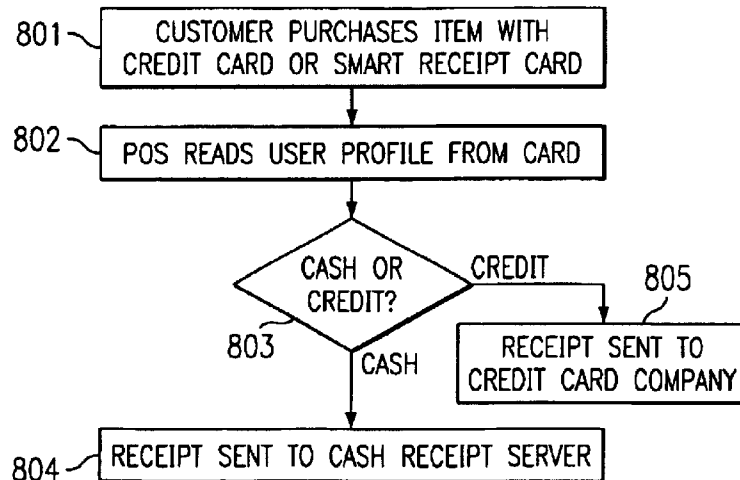 801
CUSTOMER PURCHASES ITEM WITH
CREDIT CARD OR SMART RECEIPT CARD
802
POS READS USER PROFILE FROM CARD
CASH OR
CREDIT?
CREDIT
803
CASH
805
RECEIPT SENT TO
CREDIT CARD COMPANY
804
RECEIPT SENT TO CASH RECEIPT SERVER